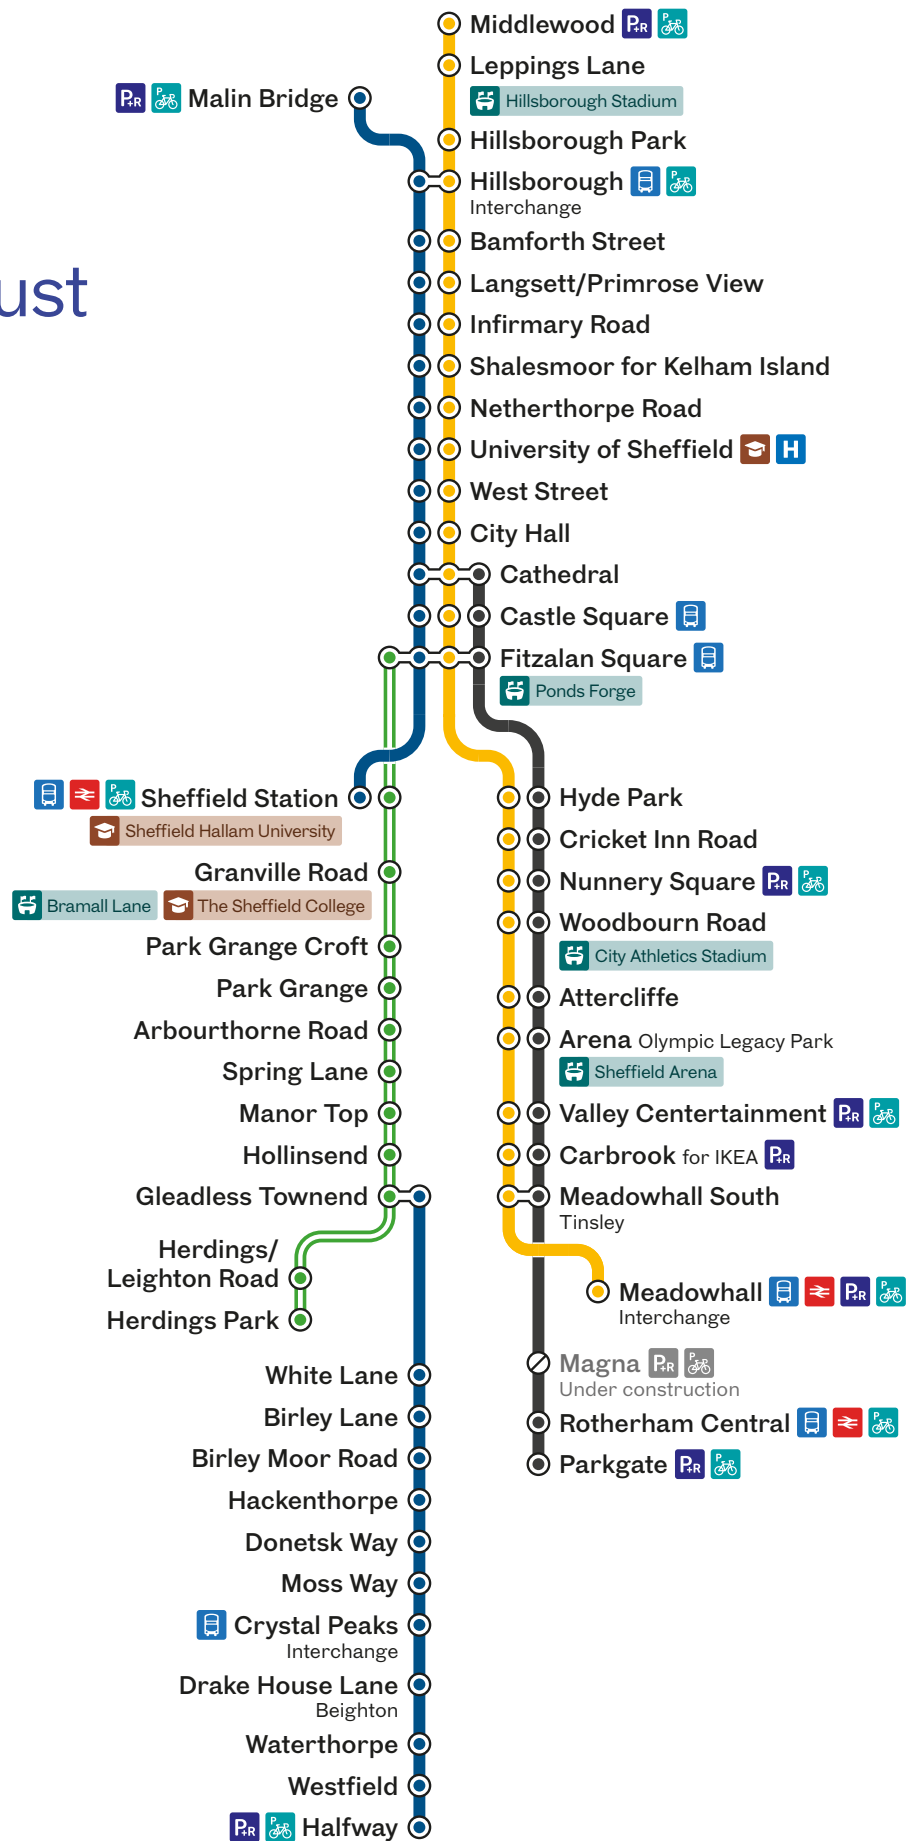 Middlewood P+R P
Leppings Lane
Hillsborough Stadium
P+R P Malin Bridge
Hillsborough Park
Hillsborough P
Interchange
Bamforth Street
ust
Langsett/Primrose View
Infirmary Road
Shalesmoor for Kelham Island
Netherthorpe Road
University of Sheffield H
West Street
City Hall
Cathedral
Castle Square
Fitzalan Square
Ponds Forge
P Sheffield Station
Sheffield Hallam University
Hyde Park
Cricket Inn Road
Granville Road
Bramall Lane The Sheffield College
Nunnery Square P+R P
Woodbourn Road
City Athletics Stadium
Park Grange Croft
Park Grange
Attercliffe
Arbourthorne Road
Arena Olympic Legacy Park
Sheffield Arena
Spring Lane
Manor Top
Valley Centertainment P+R P
Hollinsend
Carbrook for IKEA P+R
Gleadless Townend
Meadowhall South
Tinsley
Herdings/
Leighton Road
Herdings Park
Meadowhall P+R P
Interchange
White Lane
Magna P+R P
Under construction
Birley Lane
Rotherham Central P
Birley Moor Road
Parkgate P+R P
Hackenthorpe
Donetsk Way
Moss Way
Crystal Peaks
Interchange
Drake House Lane
Beighton
Waterthorpe
Westfield
P+R P Halfway